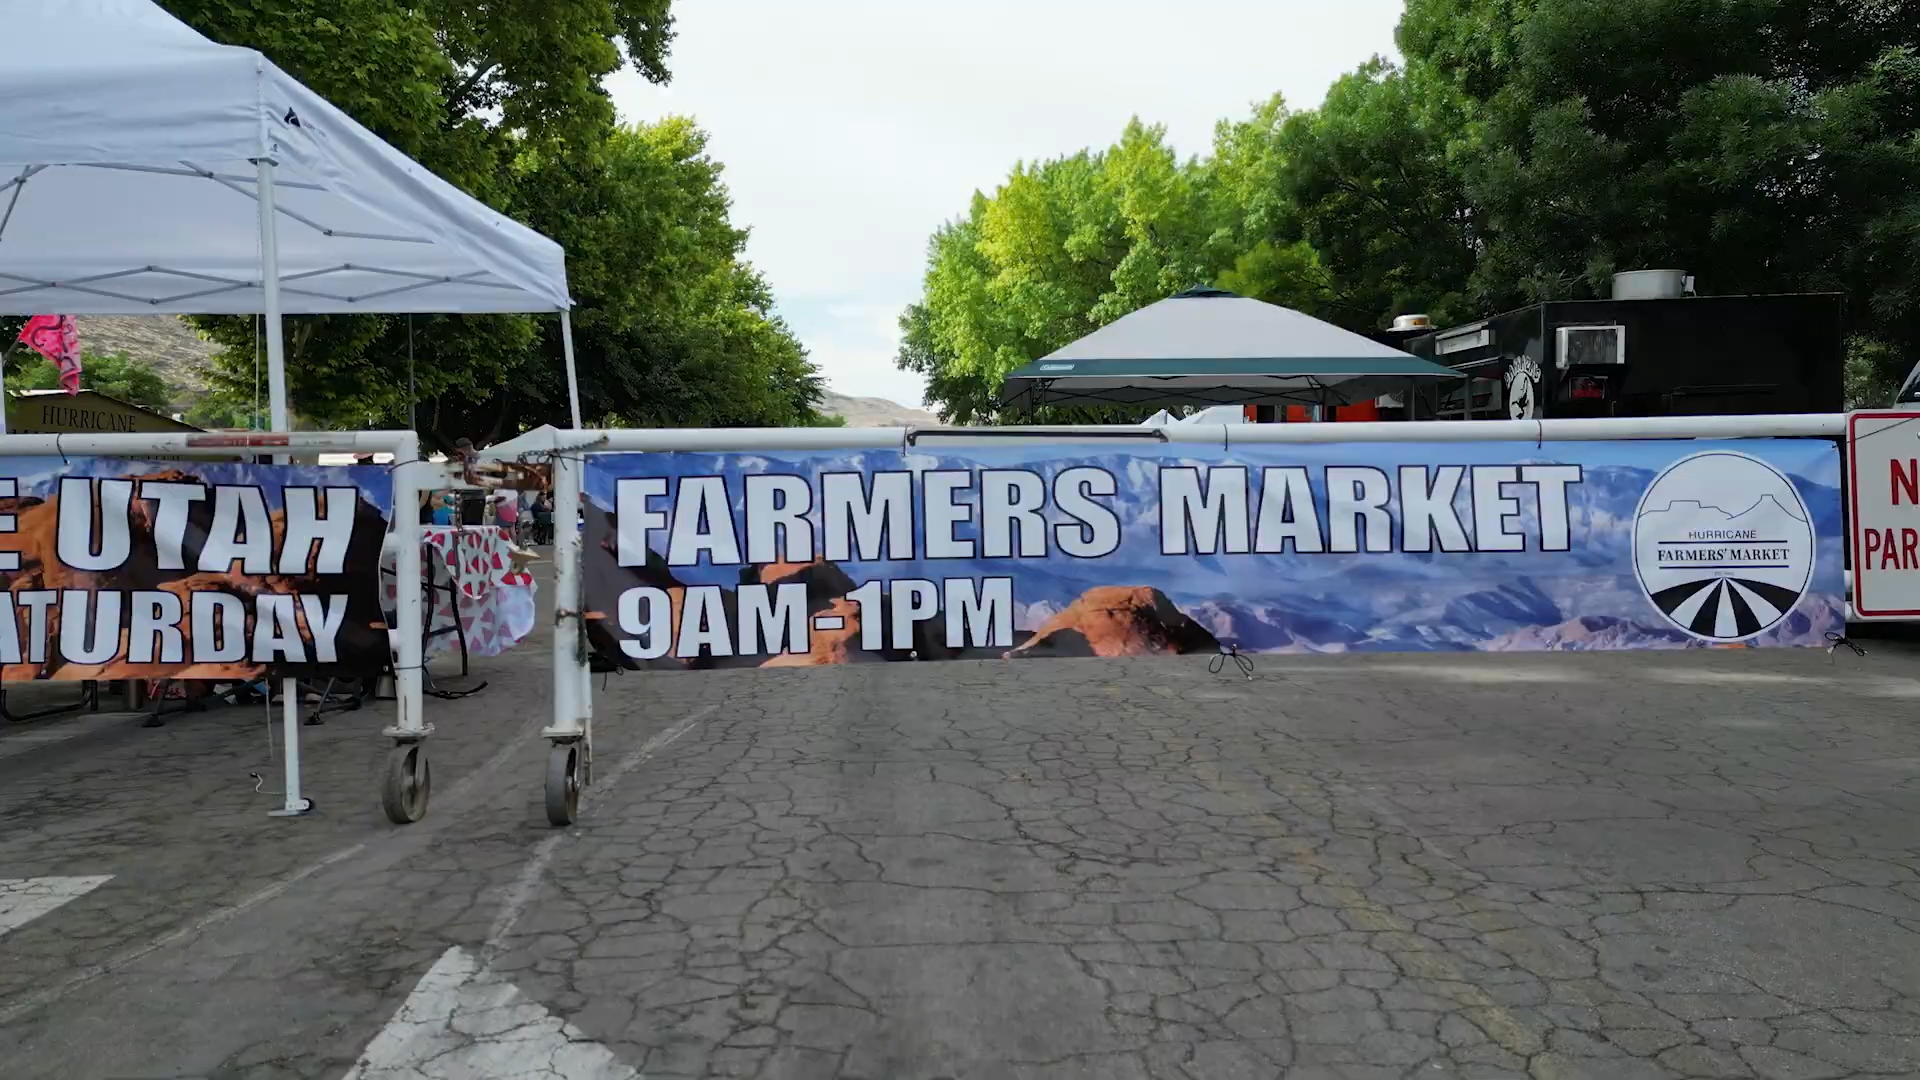 HURRICANE
E UTAH
ATURDAY
FARMERS MARKET
9AM-1PM
HURRICANE
FARMERS' MARKET
N
PAR